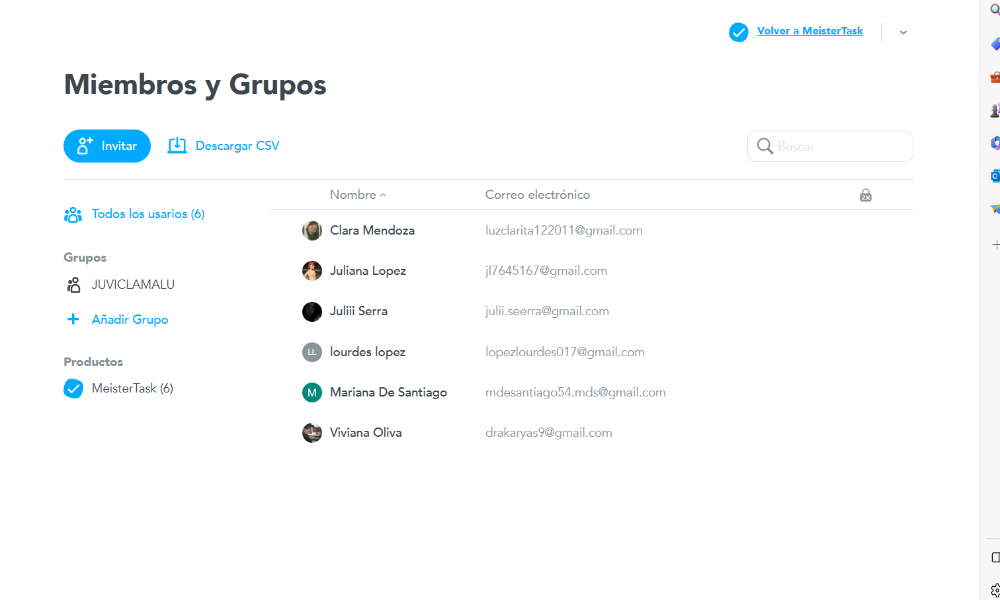 Volver a MeisterTask
Miembros y Grupos
Invitar
Descargar CSV
Buscar
Nombre
Correo electrónico
2x
Todos los usarios (6)
Grupos
JUVICLAMALU
Añadir Grupo
Productos
MeisterTask (6)
Clara Mendoza luzclarita122011@gmail.com
Juliana Lopez jl7645167@gmail.com
Juliii Serra julii.seerra@gmail.com
LL lourdes lopez lopezlourdes017@gmail.com
M Mariana De Santiago mdesantiago54.mds@gmail.com
Viviana Oliva drakaryas9@gmail.com